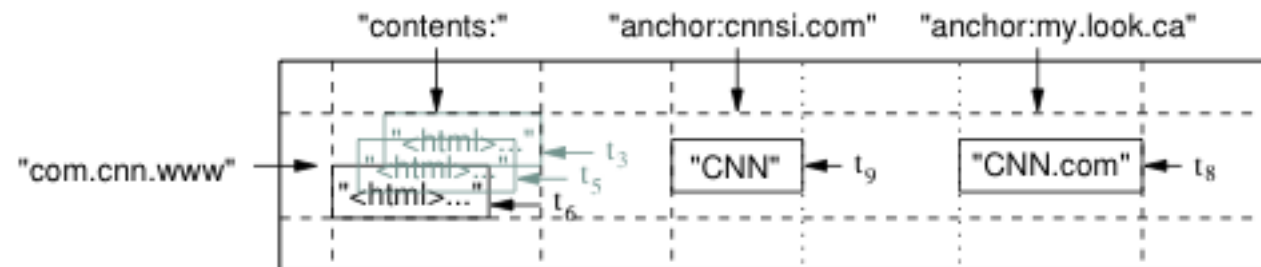 "contents:" "anchor:cnnsi.com" "anchor:my.look.ca"
"<html>..." t3
"com.cnn.www" "<html>..." t5 "CNN" t9 "CNN.com" t8
"<html>..." t6